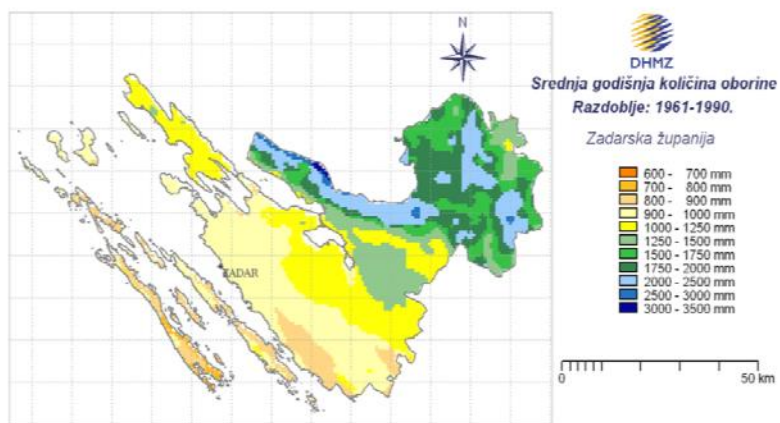 N
DHMZ
Srednja godišnja količina oborine
Razdoblje: 1961-1990.
Zadarska županija
600 - 700 mm
700 - 800 mm
800 - 900 mm
900 - 1000 mm
1000 - 1250 mm
1250 - 1500 mm
1500 - 1750 mm
1750 - 2000 mm
2000 - 2500 mm
2500 - 3000 mm
3000 - 3500 mm
ZADAR
0 50 km